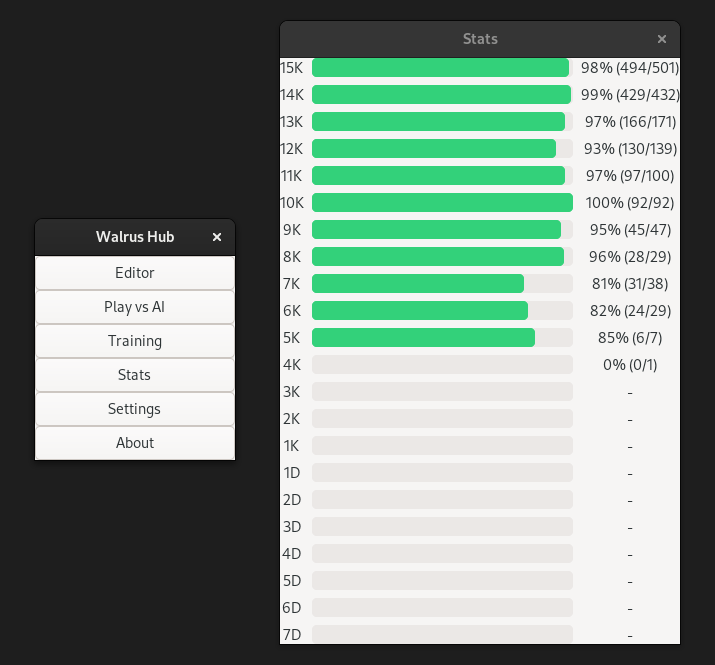 Walrus Hub ×
Editor
Play vs AI
Training
Stats
Settings
About
Stats ×
15K 98% (494/501)
14K 99% (429/432)
13K 97% (166/171)
12K 93% (130/139)
11K 97% (97/100)
10K 100% (92/92)
9K 95% (45/47)
8K 96% (28/29)
7K 81% (31/38)
6K 82% (24/29)
5K 85% (6/7)
4K 0% (0/1)
3K -
2K -
1K -
1D -
2D -
3D -
4D -
5D -
6D -
7D -